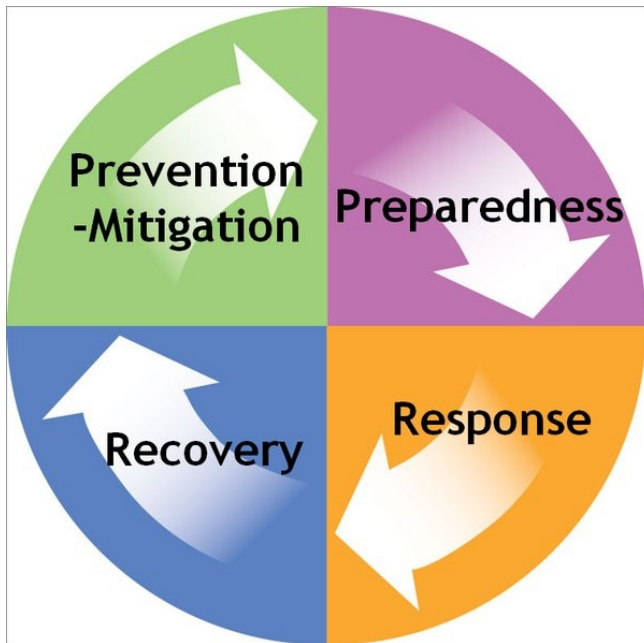 Prevention
-Mitigation
Preparedness
Response
Recovery